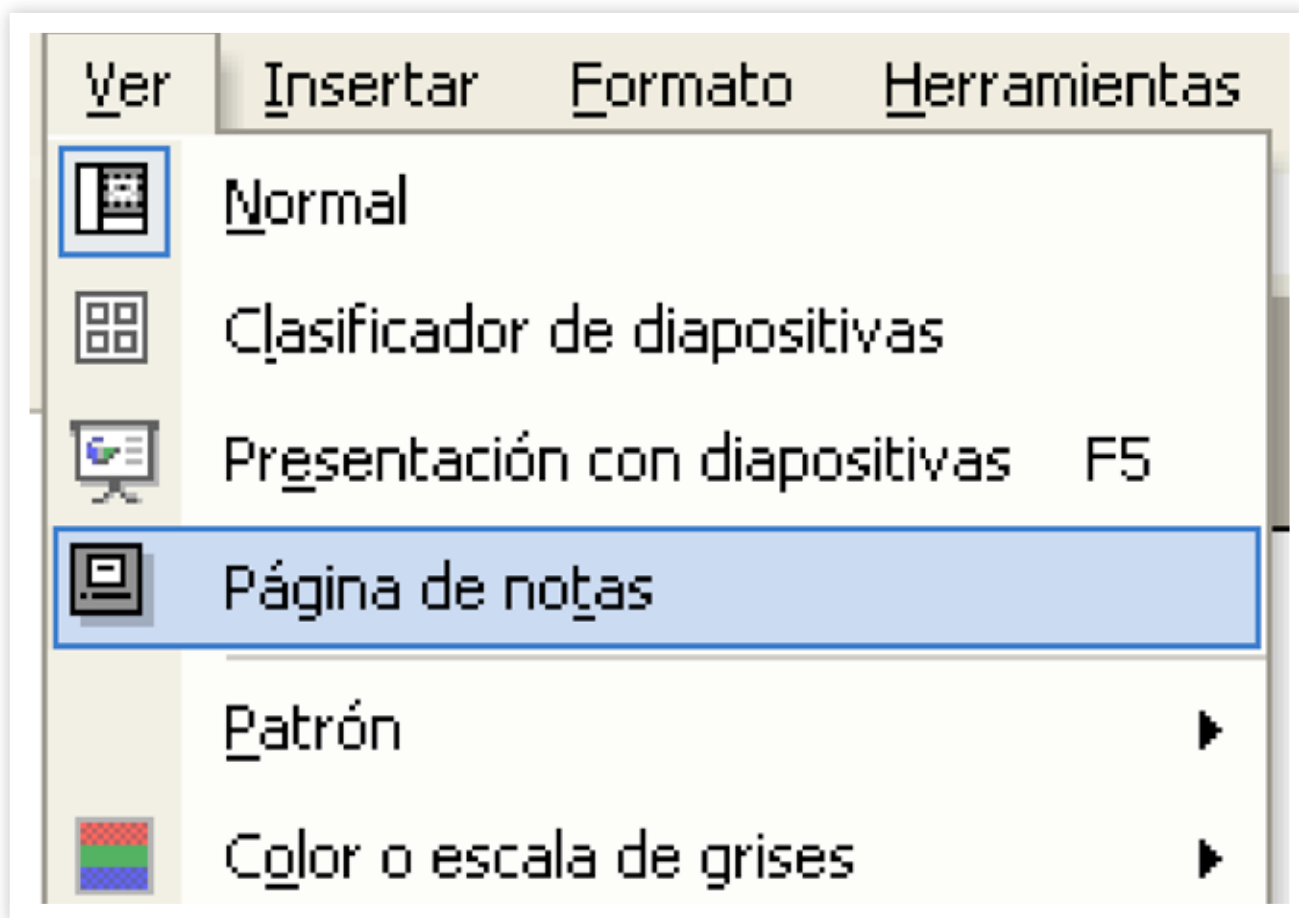 Ver Insertar Formato Herramientas
Normal
Clasificador de diapositivas
Presentación con diapositivas F5
Página de notas
Patrón
Color o escala de grises